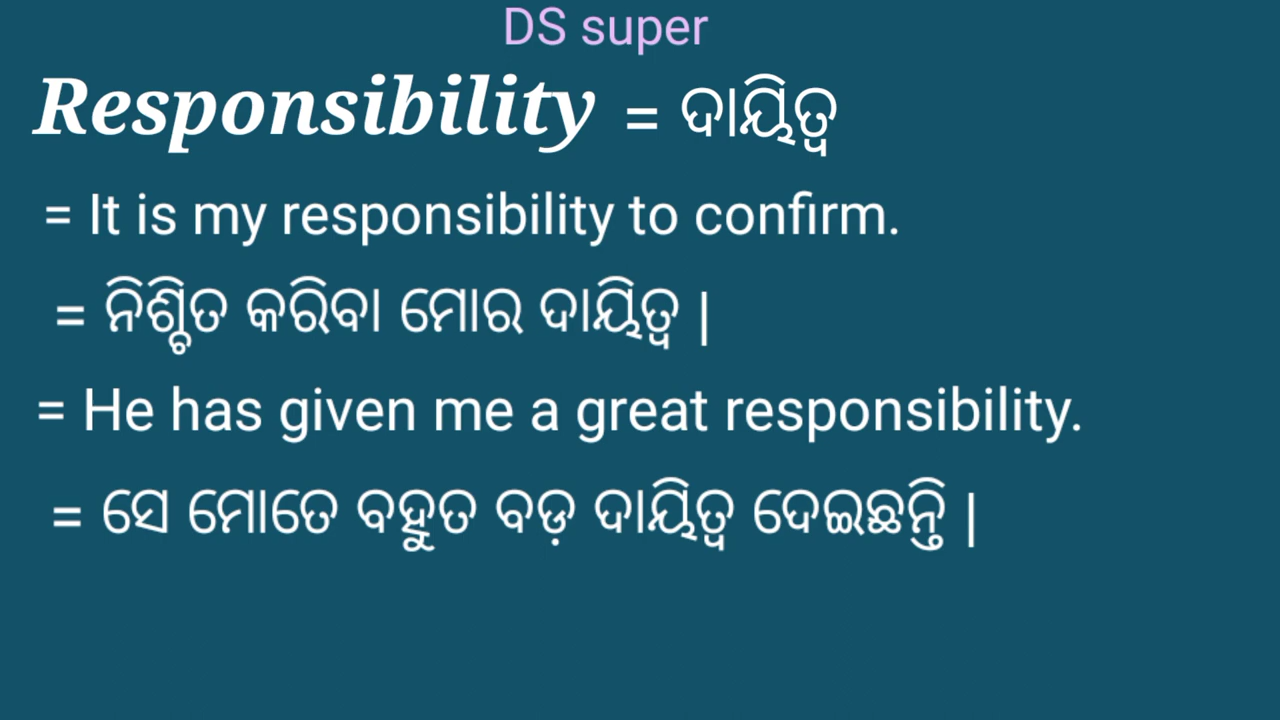 DS super
Responsibility = ଦାୟିତ୍ଵ
= It is my responsibility to confirm.
= ନିଶ୍ଚିତ କରିବା ମୋର ଦାୟିତ୍ଵ |
= He has given me a great responsibility.
= ସେ ମୋତେ ବହୁତ ବଡ଼ ଦାୟିତ୍ଵ ଦେଇଛନ୍ତି |